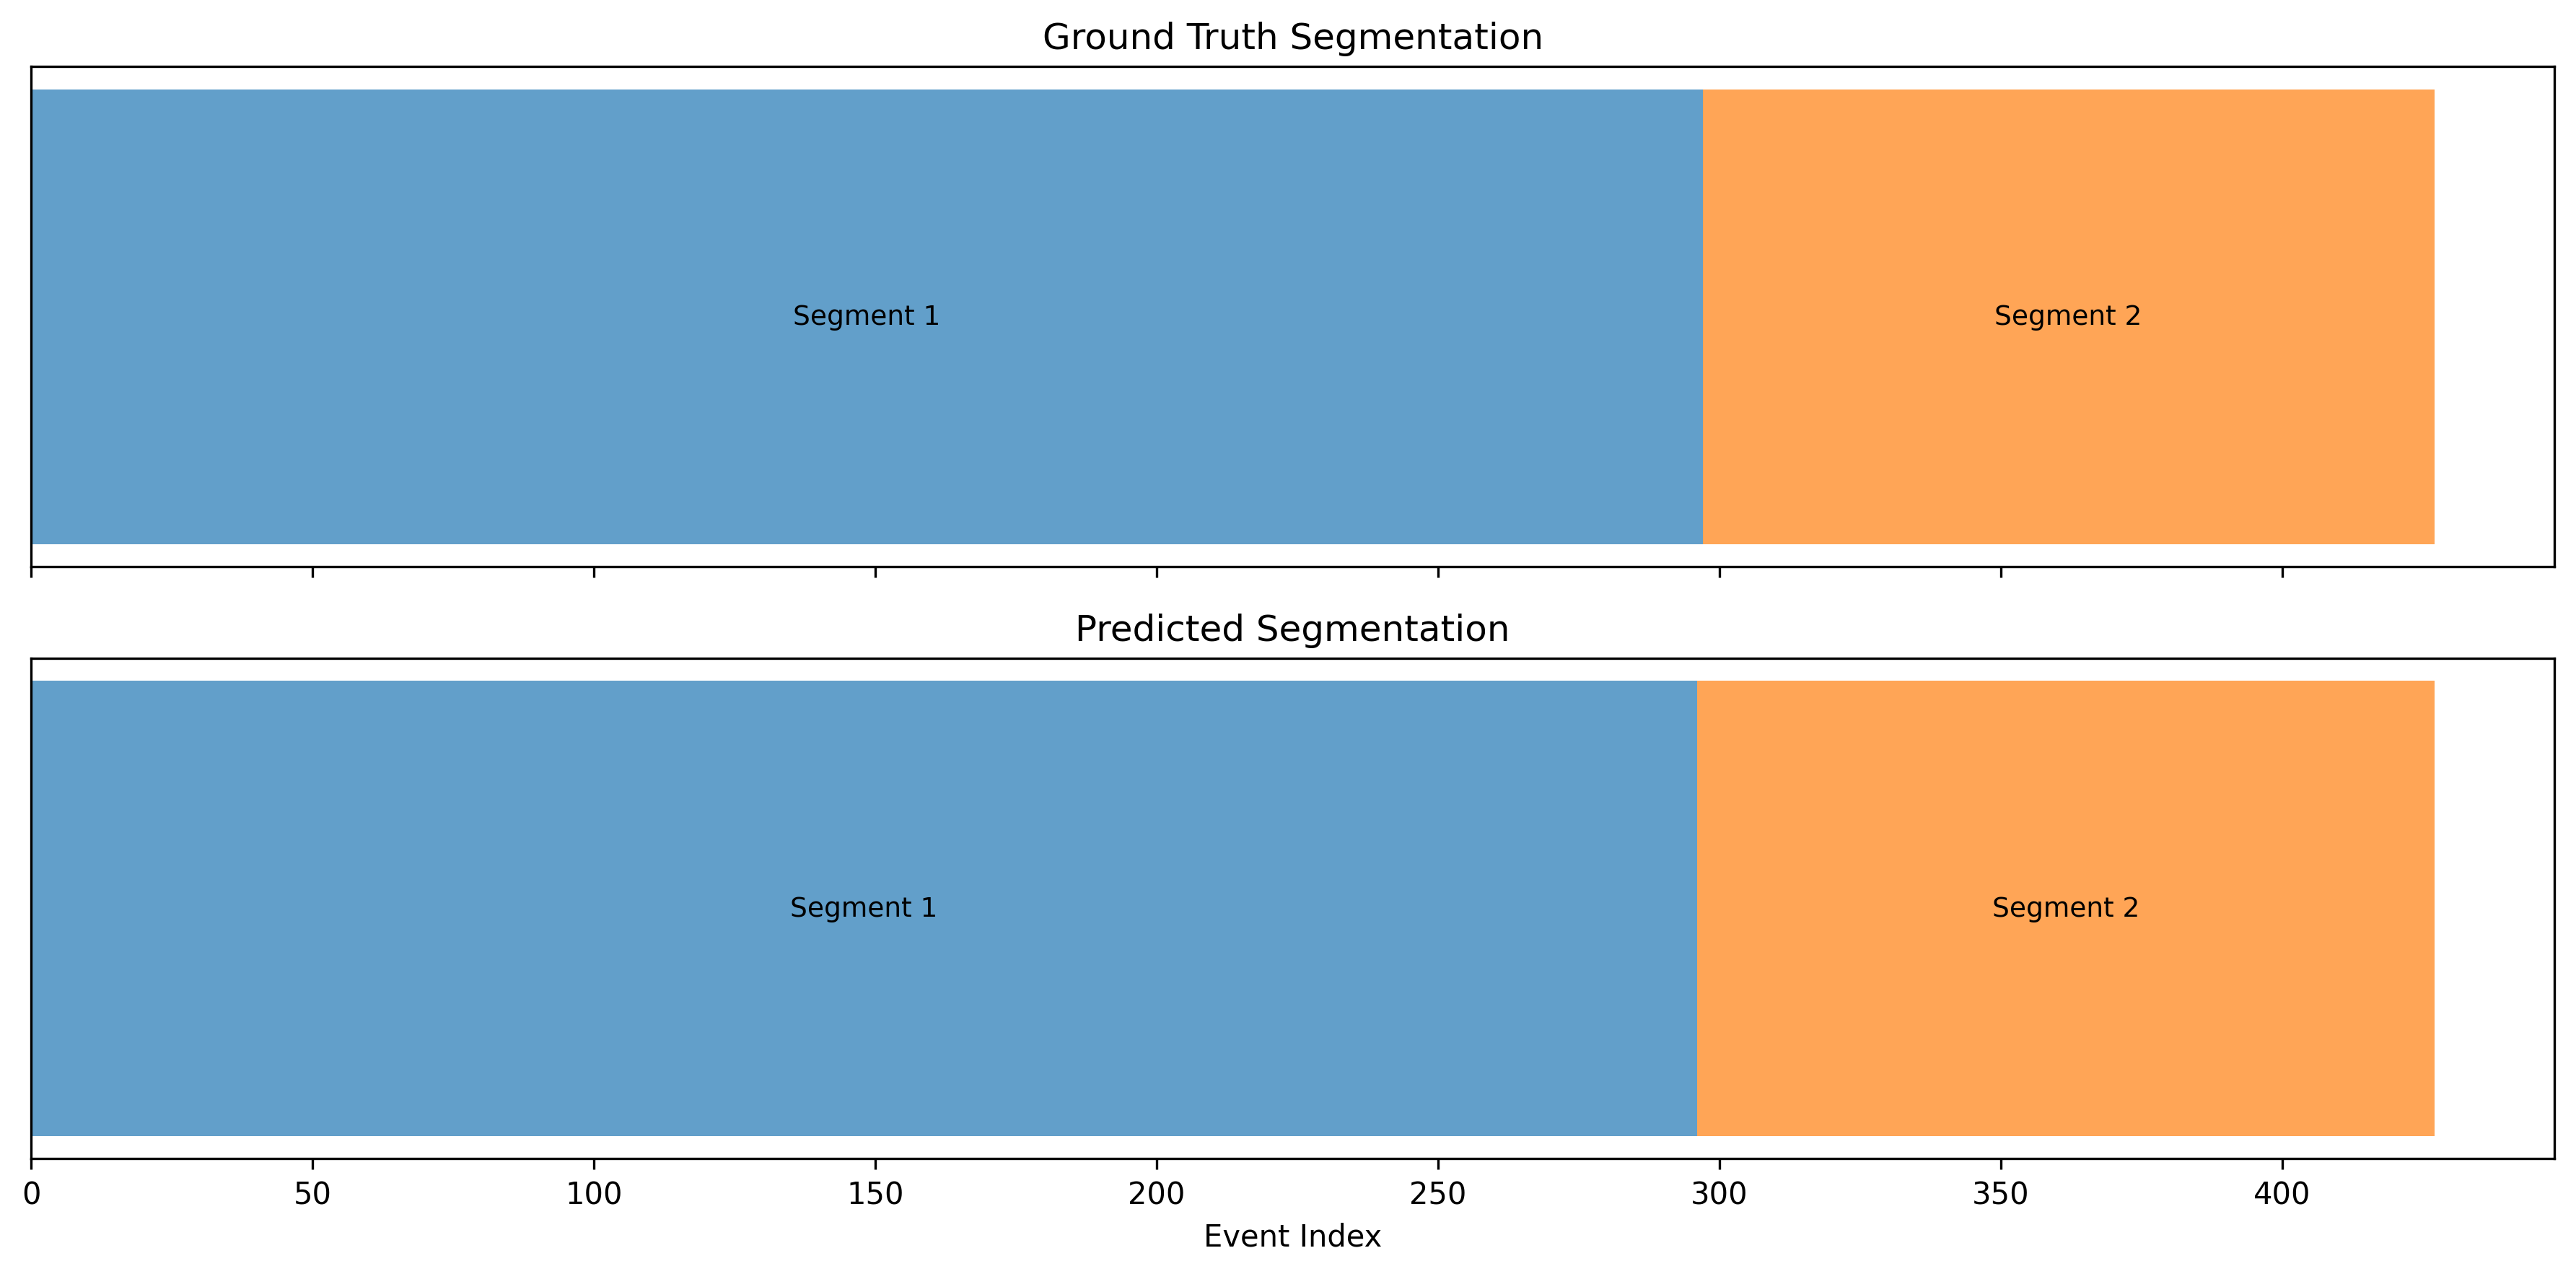 Ground Truth Segmentation
Segment 1 Segment 2
Predicted Segmentation
Segment 1 Segment 2
0 50 100 150 200 250 300 350 400
Event Index